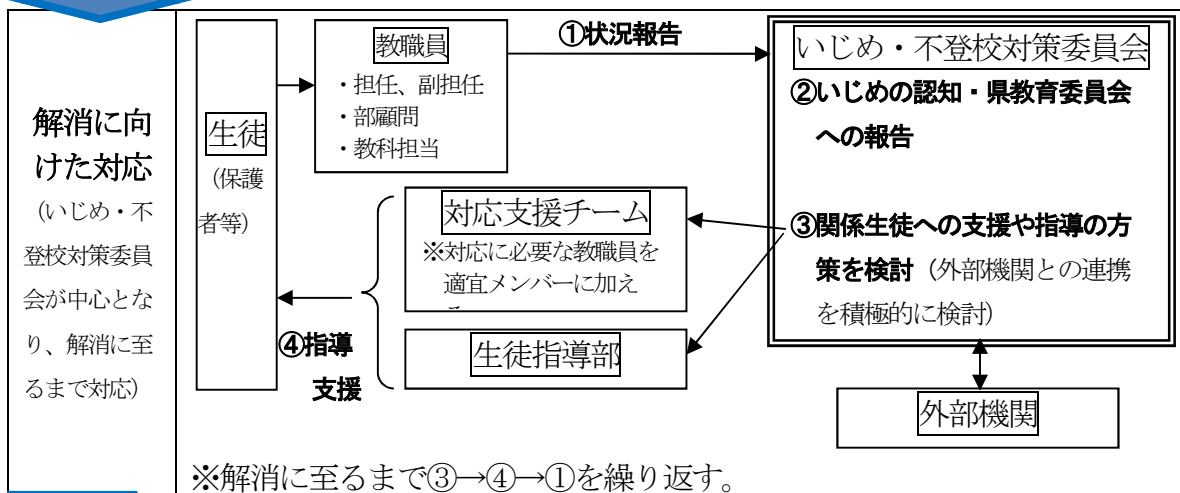 解消に向
けた対応
（いじめ・不
登校対策委員
会が中心とな
り、解消に至
るまで対応）
生徒
（保護
者等）
教職員
・担任、副担任
・部顧問
・教科担当
①状況報告
いじめ・不登校対策委員会
②いじめの認知・県教育委員会
への報告
③関係生徒への支援や指導の方
策を検討（外部機関との連携
を積極的に検討）
対応支援チーム
※対応に必要な教職員を
適宜メンバーに加え
生徒指導部
④指導
支援
外部機関
※解消に至るまで③→④→①を繰り返す。